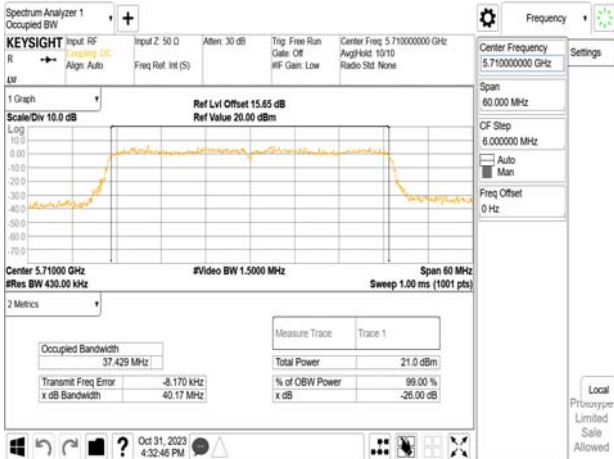 Spectrum Analyzer 1
Occupied BW
KEYSIGHT
R
LXI
Input: RF
Coupling: DC
Align: Auto
Input Z: 50 Ω
Freq Ref: Int (S)
Atten: 30 dB
Trig: Free Run
Gate: Off
#IF Gain: Low
Center Freq: 5.710000000 GHz
Avg|Hold: 10/10
Radio Std: None
1 Graph
Scale/Div 10.0 dB
Ref Lvl Offset 15.65 dB
Ref Value 20.00 dBm
Log
10.0
0.00
-10.0
-20.0
-30.0
-40.0
-50.0
-60.0
-70.0
Center 5.71000 GHz
#Res BW 430.00 kHz
#Video BW 1.5000 MHz
Span 60 MHz
Sweep 1.00 ms (1001 pts)
2 Metrics
Measure Trace
Trace 1
Occupied Bandwidth
37.429 MHz
Total Power
21.0 dBm
Transmit Freq Error
-8.170 kHz
% of OBW Power
99.00 %
x dB Bandwidth
40.17 MHz
x dB
-26.00 dB
?
Oct 31, 2023
4:32:46 PM
Frequency
Center Frequency
5.710000000 GHz
Settings
Span
60.000 MHz
CF Step
6.000000 MHz
Auto
Man
Freq Offset
0 Hz
Local
Prototype
Limited
Sale
Allowed